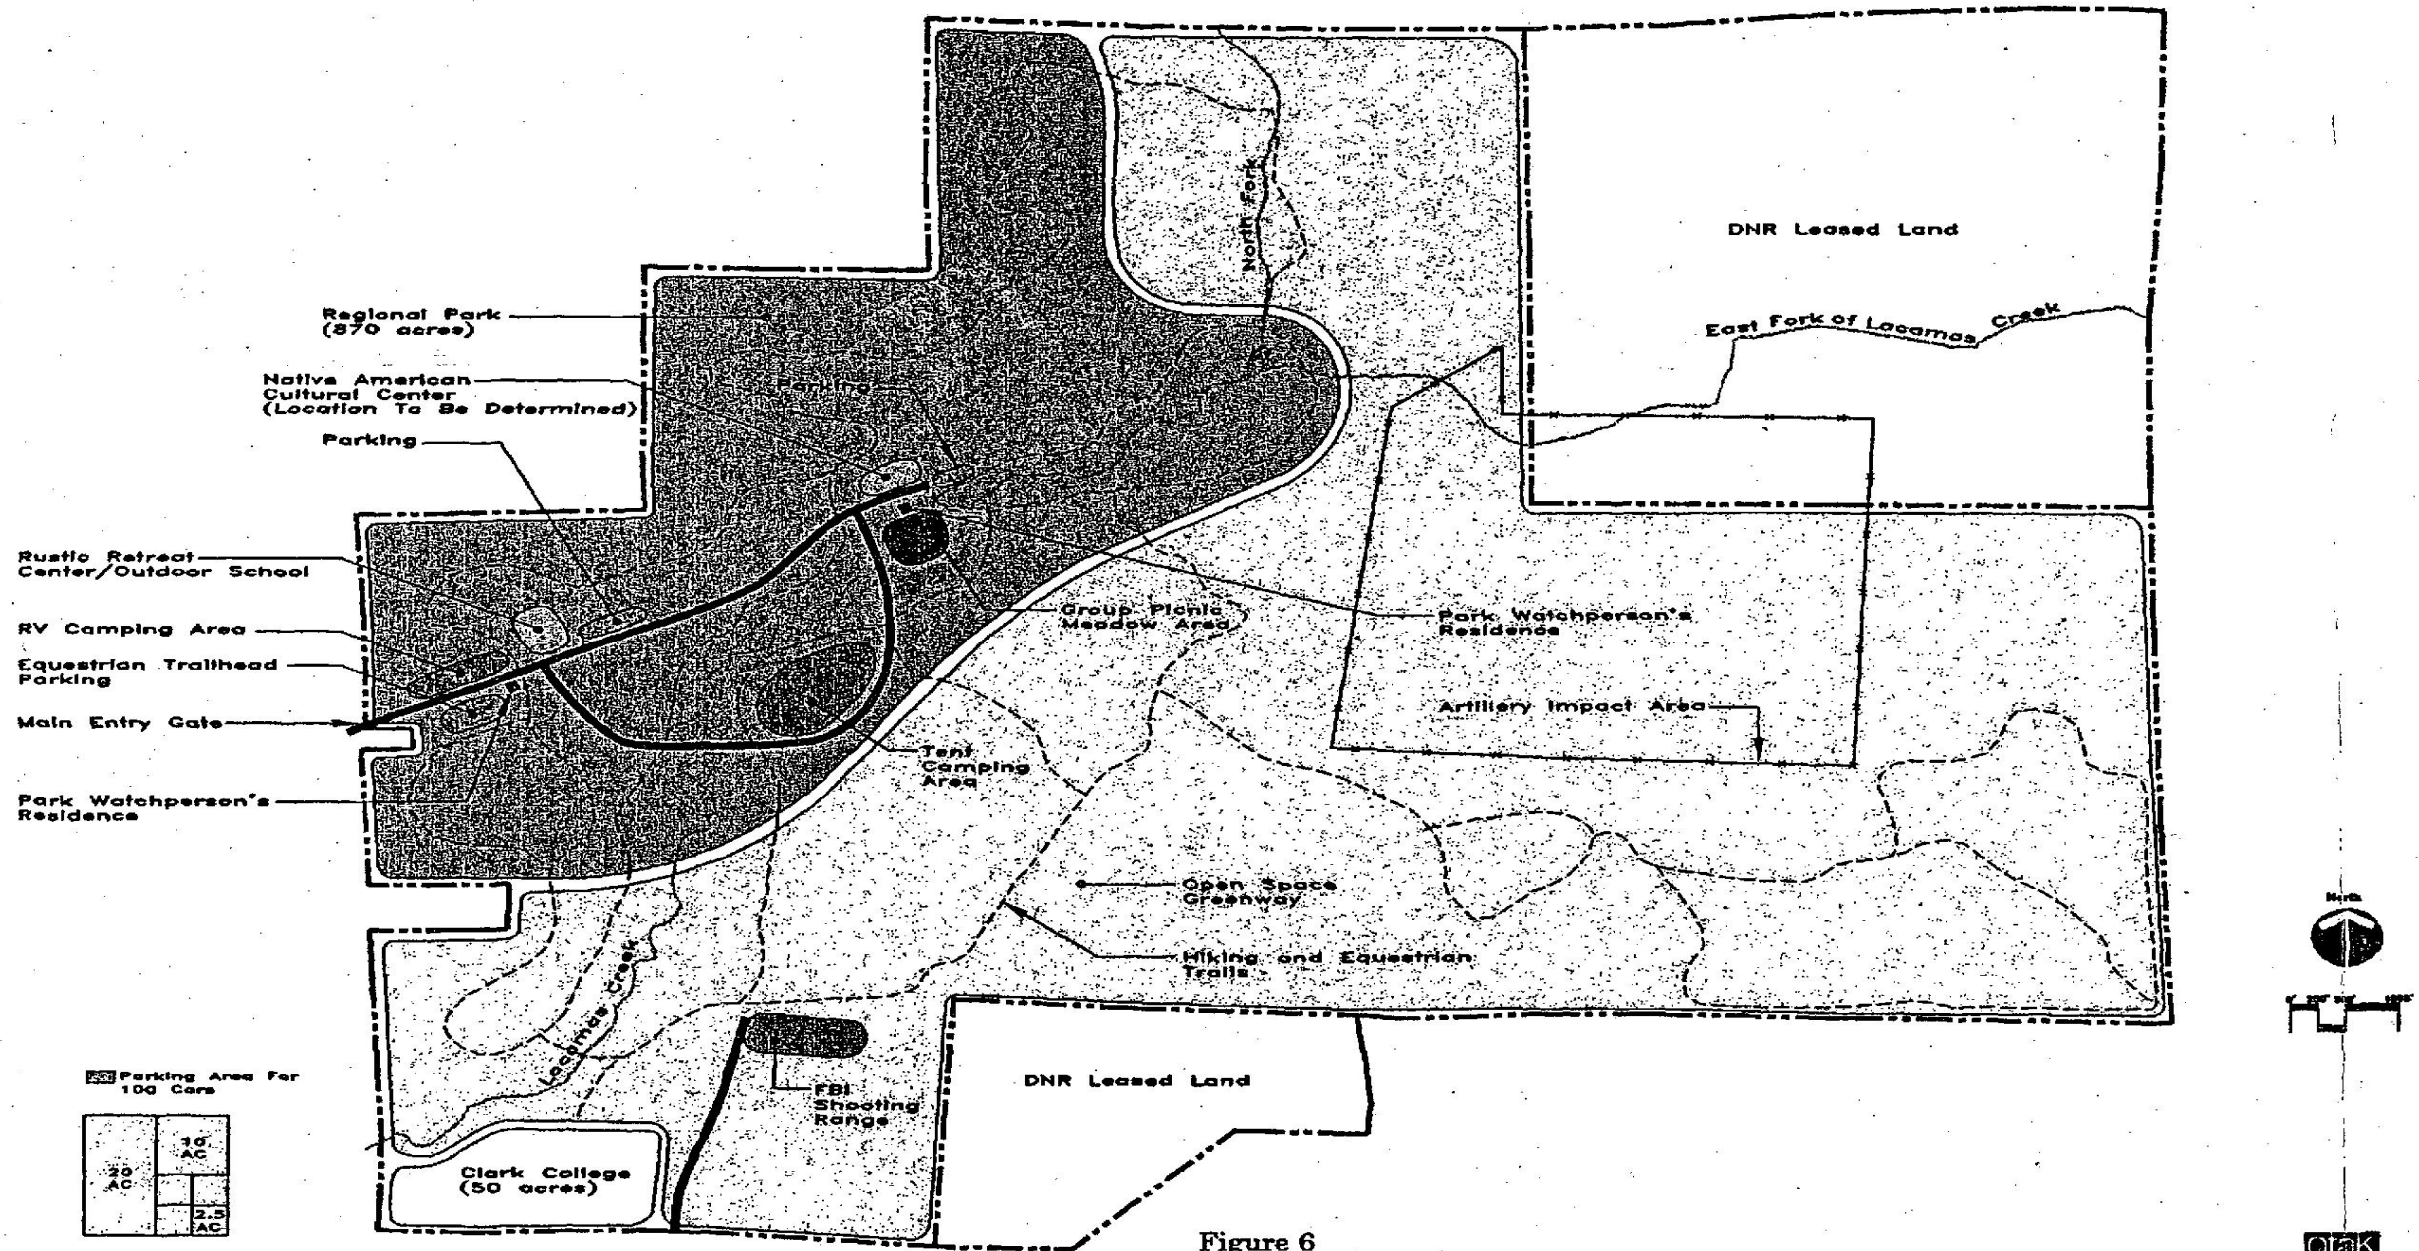 DNR Leased Land
North Fork
East Fork of Lacamas Creek
Regional Park
(870 acres)
Native American
Cultural Center
(Location To Be Determined)
Parking
Parking
Rustic Retreat
Center/Outdoor School
RV Camping Area
Equestrian Trailhead
Parking
Main Entry Gate
Park Watchperson's
Residence
Group Picnic
Meadow Area
Park Watchperson's
Residence
Artillery Impact Area
Tent
Camping
Area
Open Space
Greenway
Hiking and Equestrian
Trails
Lacamas Creek
FBI
Shooting
Range
DNR Leased Land
Clark College
(50 acres)
Parking Area For
100 Cars
20
AC
10
AC
2.5
AC
North
Figure 6